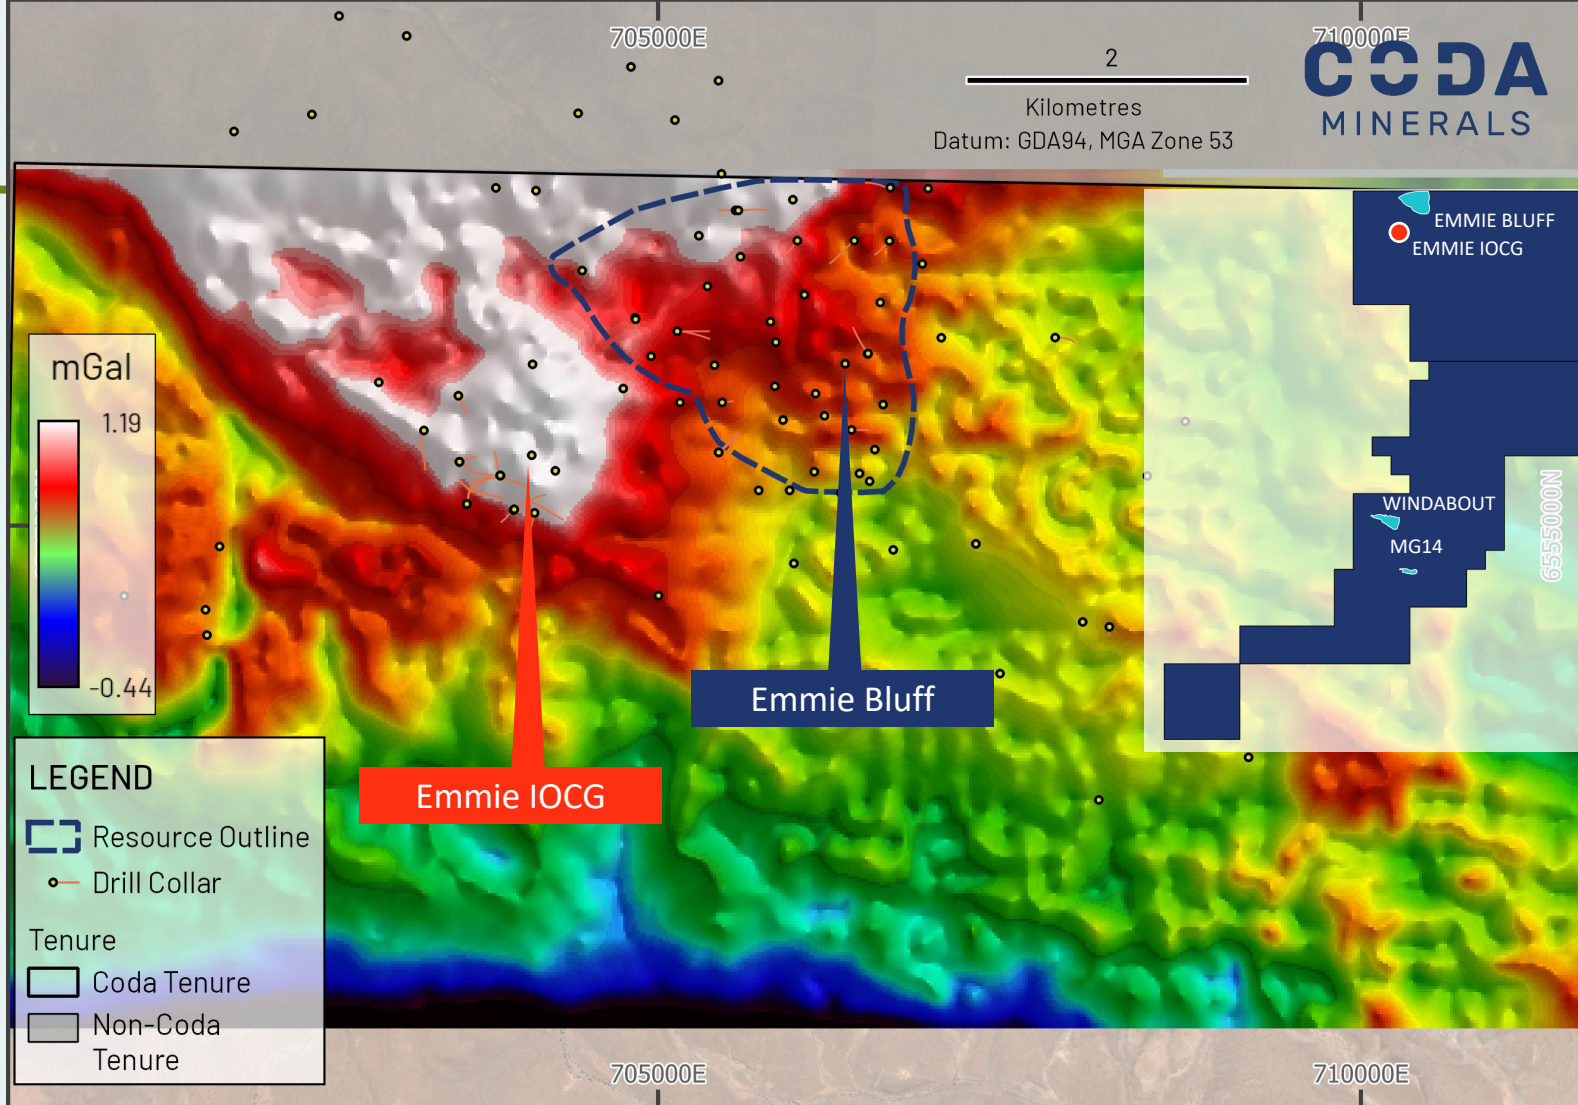 705000E
710000E
2
Kilometres
Datum: GDA94, MGA Zone 53
CODA
MINERALS
EMMIE BLUFF
EMMIE IOCG
WINDABOUT
MG14
6555000N
mGal
1.19
-0.44
Emmie Bluff
Emmie IOCG
LEGEND
Resource Outline
Drill Collar
Tenure
Coda Tenure
Non-Coda
Tenure
705000E
710000E